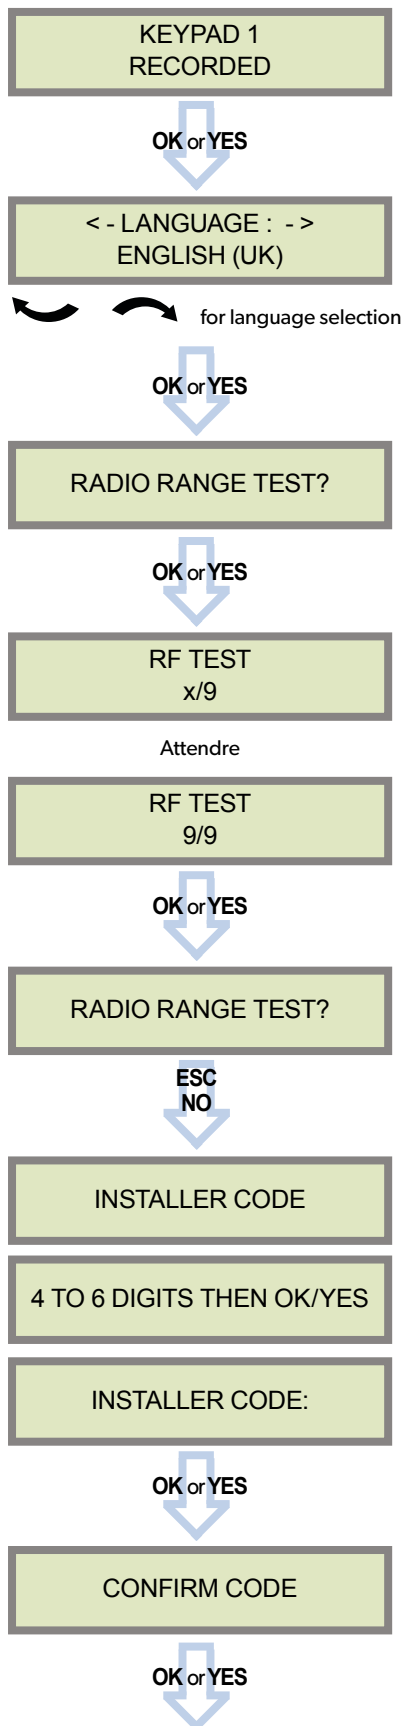 KEYPAD 1
RECORDED
OK or YES
< - LANGUAGE : - >
ENGLISH (UK)
for language selection
OK or YES
RADIO RANGE TEST?
OK or YES
RF TEST
x/9
Attendre
RF TEST
9/9
OK or YES
RADIO RANGE TEST?
ESC
NO
INSTALLER CODE
4 TO 6 DIGITS THEN OK/YES
INSTALLER CODE:
OK or YES
CONFIRM CODE
OK or YES